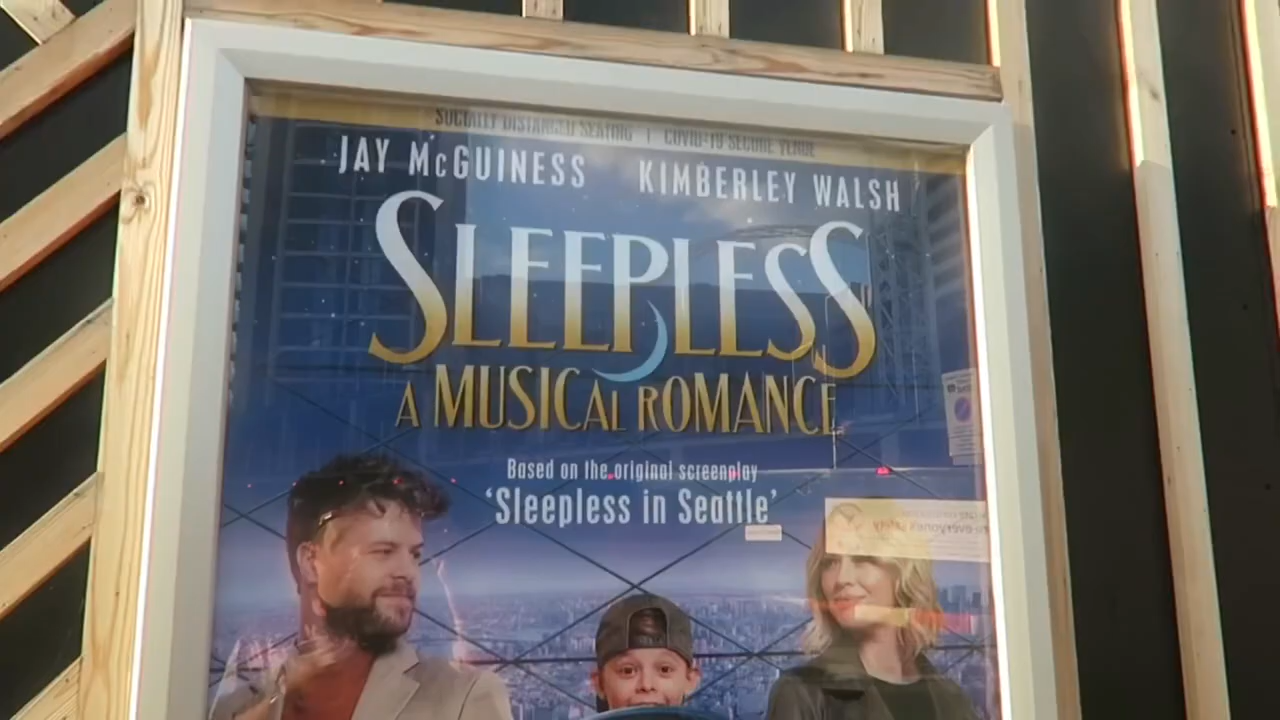 SOCIALLY DISTANCED SEATING | COVID-19 SECURE VENUE
JAY McGUINESS KIMBERLEY WALSH
SLEEPLESS
A MUSICAL ROMANCE
Based on the original screenplay
‘Sleepless in Seattle’